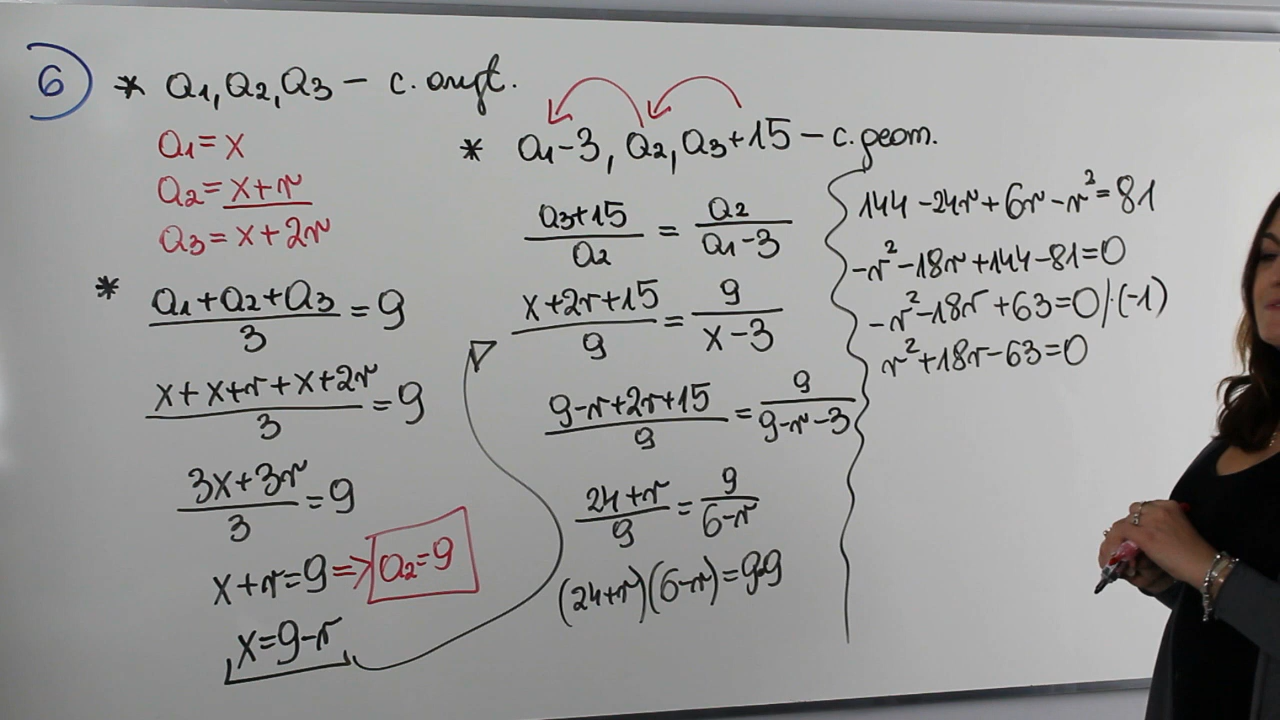 6
* a₁, a₂, a₃ – c. aryt.
a₁=x
a₂=x+r
a₃=x+2r
* (a₁+a₂+a₃)/3 = 9
(x+x+r+x+2r)/3 = 9
(3x+3r)/3 = 9
x+r=9 => a₂=9
x=9-r
* a₁-3, a₂, a₃+15 – c. geom.
(a₃+15)/a₂ = a₂/(a₁-3)
(x+2r+15)/9 = 9/(x-3)
(9-r+2r+15)/9 = 9/(9-r-3)
(24+r)/9 = 9/(6-r)
(24+r)(6-r)=9·9
144-24r+6r-r²=81
-r²-18r+144-81=0
-r²-18r+63=0/·(-1)
r²+18r-63=0